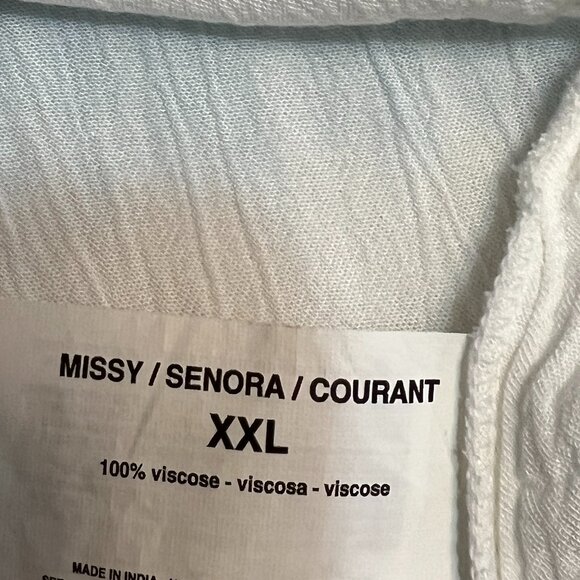 MISSY / SENORA / COURANT
XXL
100% viscose - viscosa - viscose
MADE IN INDIA